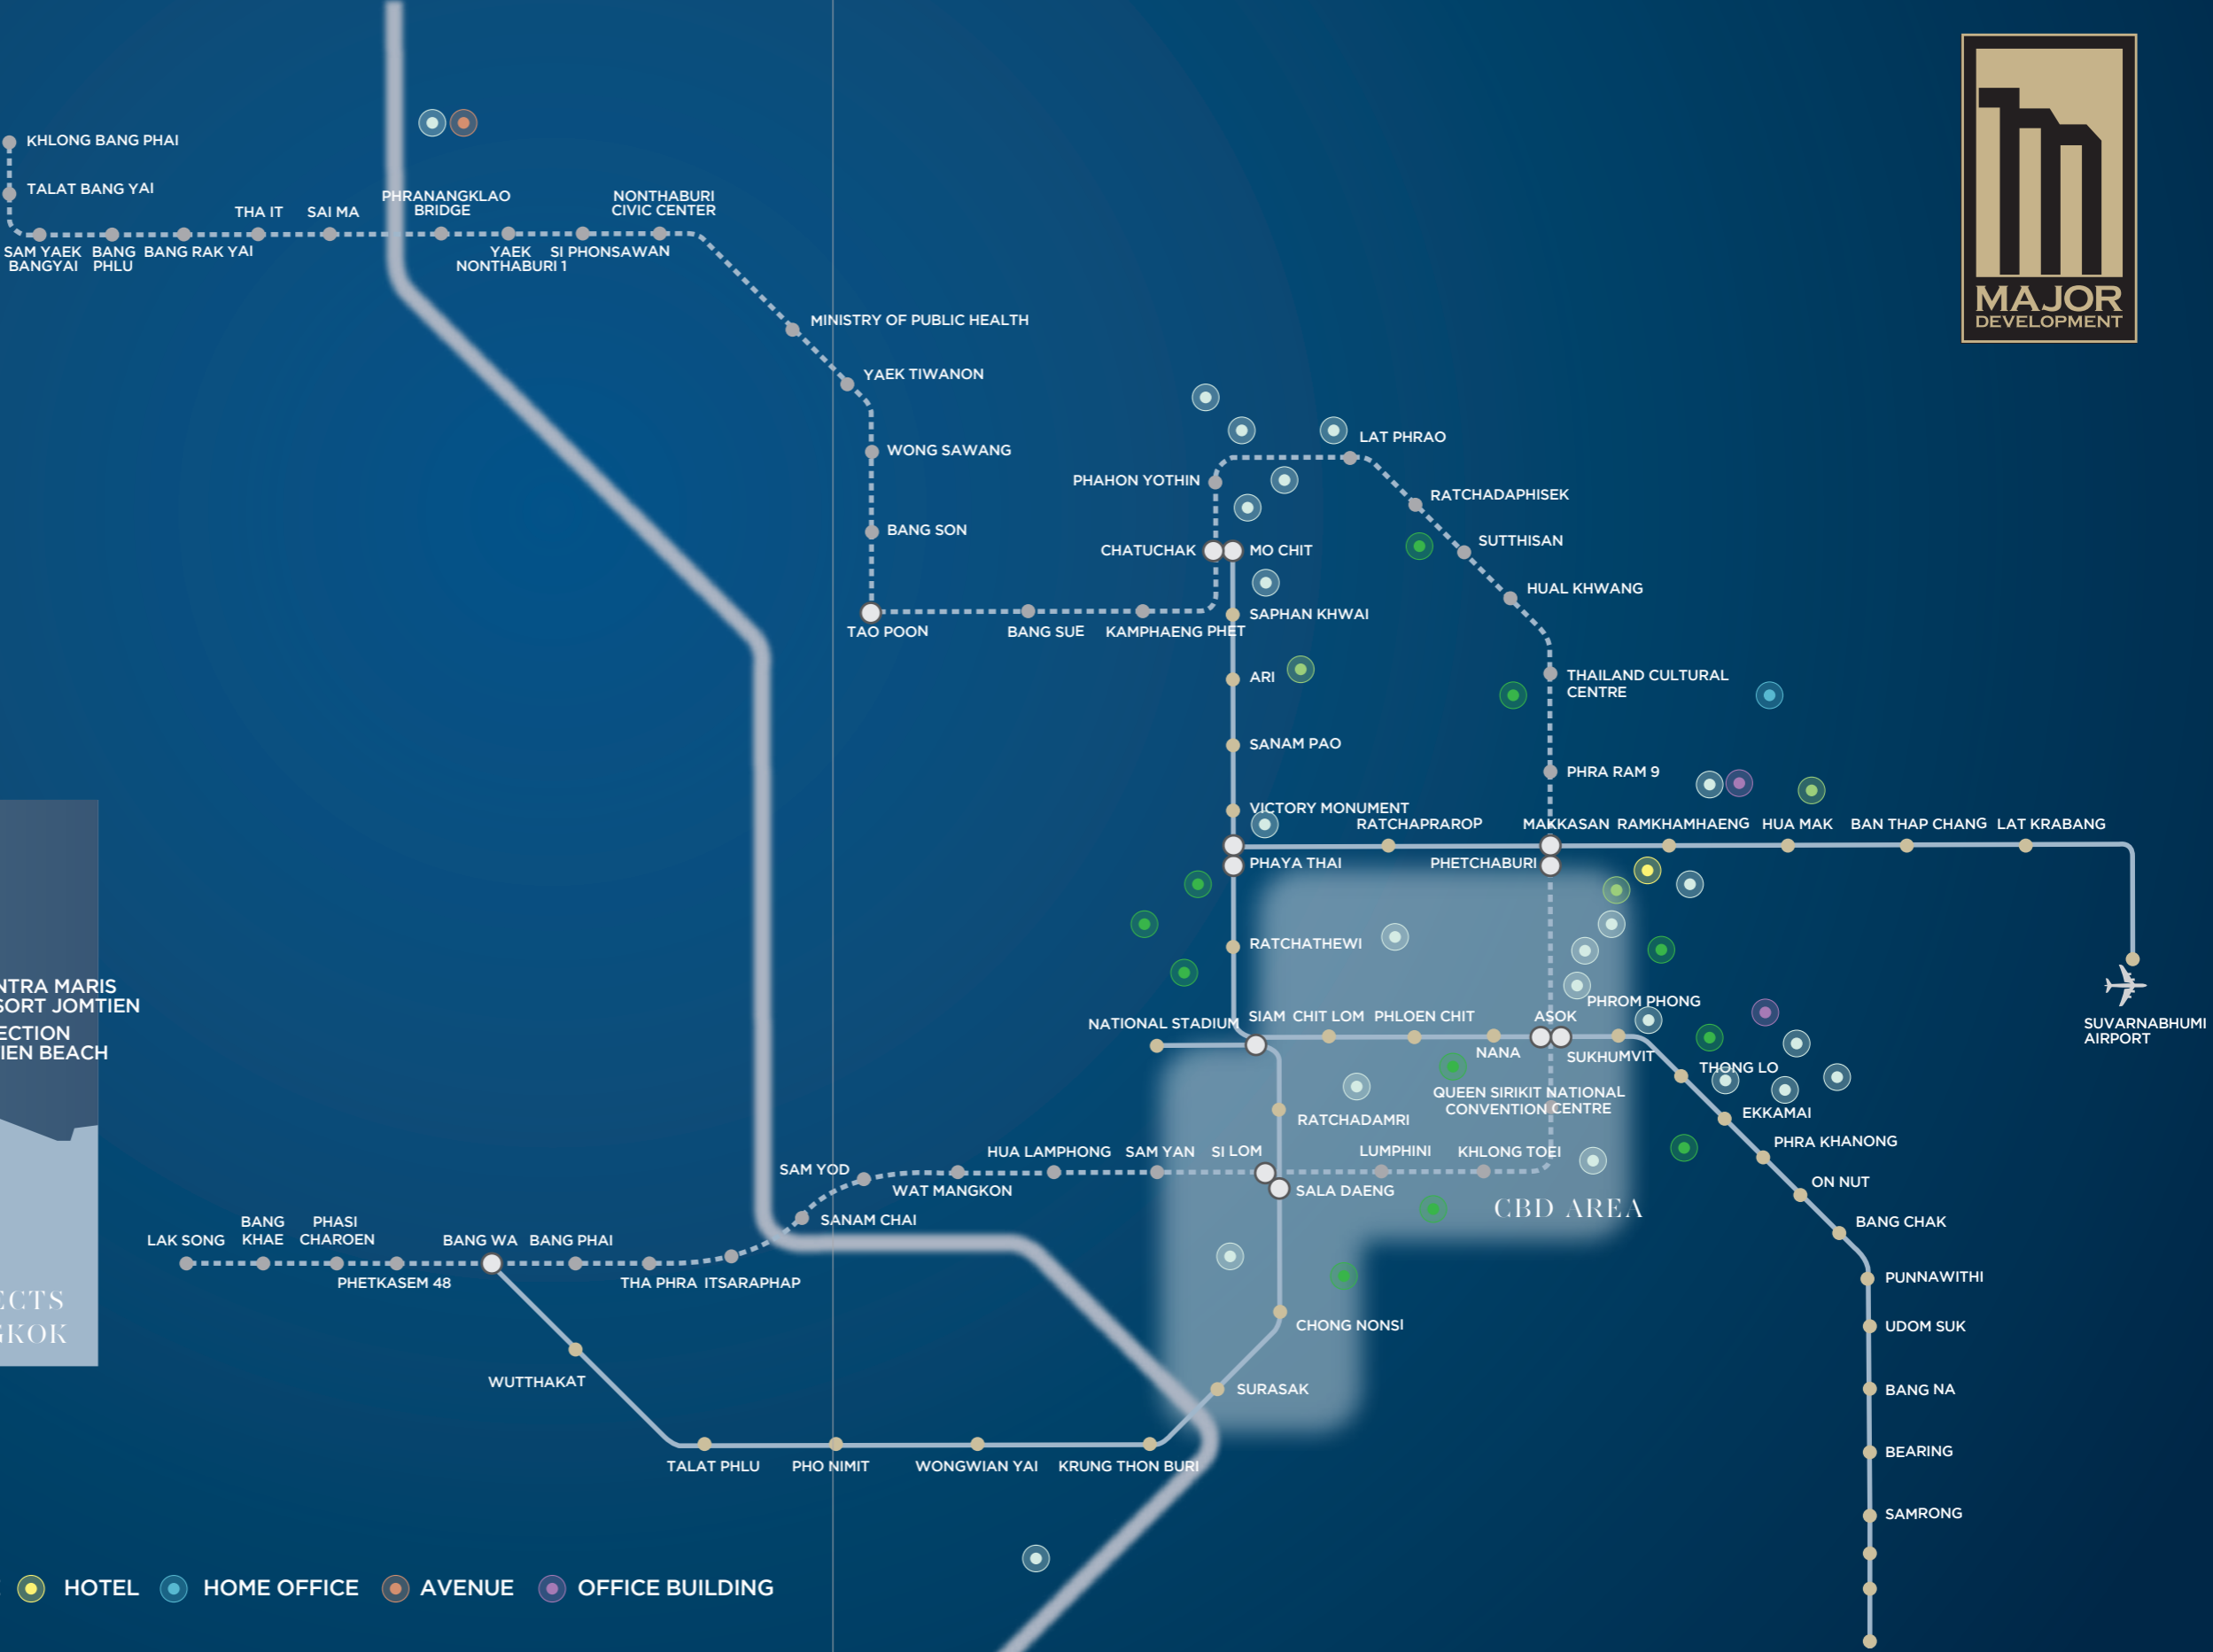 MAJOR
DEVELOPMENT
KHLONG BANG PHAI
TALAT BANG YAI
SAM YAEK
BANGYAI
BANG
PHLU
BANG RAK YAI
THA IT
SAI MA
PHRANANGKLAO
BRIDGE
YAEK
NONTHABURI 1
SI PHONSAWAN
NONTHABURI
CIVIC CENTER
MINISTRY OF PUBLIC HEALTH
YAEK TIWANON
WONG SAWANG
BANG SON
TAO POON
BANG SUE
KAMPHAENG PHET
CHATUCHAK
MO CHIT
PHAHON YOTHIN
LAT PHRAO
RATCHADAPHISEK
SUTTHISAN
HUAL KHWANG
THAILAND CULTURAL
CENTRE
PHRA RAM 9
SAPHAN KHWAI
ARI
SANAM PAO
VICTORY MONUMENT
RATCHAPRAROP
MAKKASAN
RAMKHAMHAENG
HUA MAK
BAN THAP CHANG
LAT KRABANG
PHAYA THAI
PHETCHABURI
RATCHATHEWI
SUVARNABHUMI
AIRPORT
NATIONAL STADIUM
SIAM
CHIT LOM
PHLOEN CHIT
NANA
ASOK
SUKHUMVIT
PHROM PHONG
THONG LO
EKKAMAI
PHRA KHANONG
ON NUT
BANG CHAK
PUNNAWITHI
UDOM SUK
BANG NA
BEARING
SAMRONG
QUEEN SIRIKIT NATIONAL
CONVENTION CENTRE
RATCHADAMRI
HUA LAMPHONG
SAM YAN
SI LOM
LUMPHINI
KHLONG TOEI
SALA DAENG
CBD AREA
SAM YOD
WAT MANGKON
SANAM CHAI
LAK SONG
BANG
KHAE
PHASI
CHAROEN
PHETKASEM 48
BANG WA
BANG PHAI
THA PHRA
ITSARAPHAP
CHONG NONSI
SURASAK
WUTTHAKAT
TALAT PHLU
PHO NIMIT
WONGWIAN YAI
KRUNG THON BURI
NTRA MARIS
SORT JOMTIEN
ECTION
IEN BEACH
ECTS
GKOK
HOTEL
HOME OFFICE
AVENUE
OFFICE BUILDING